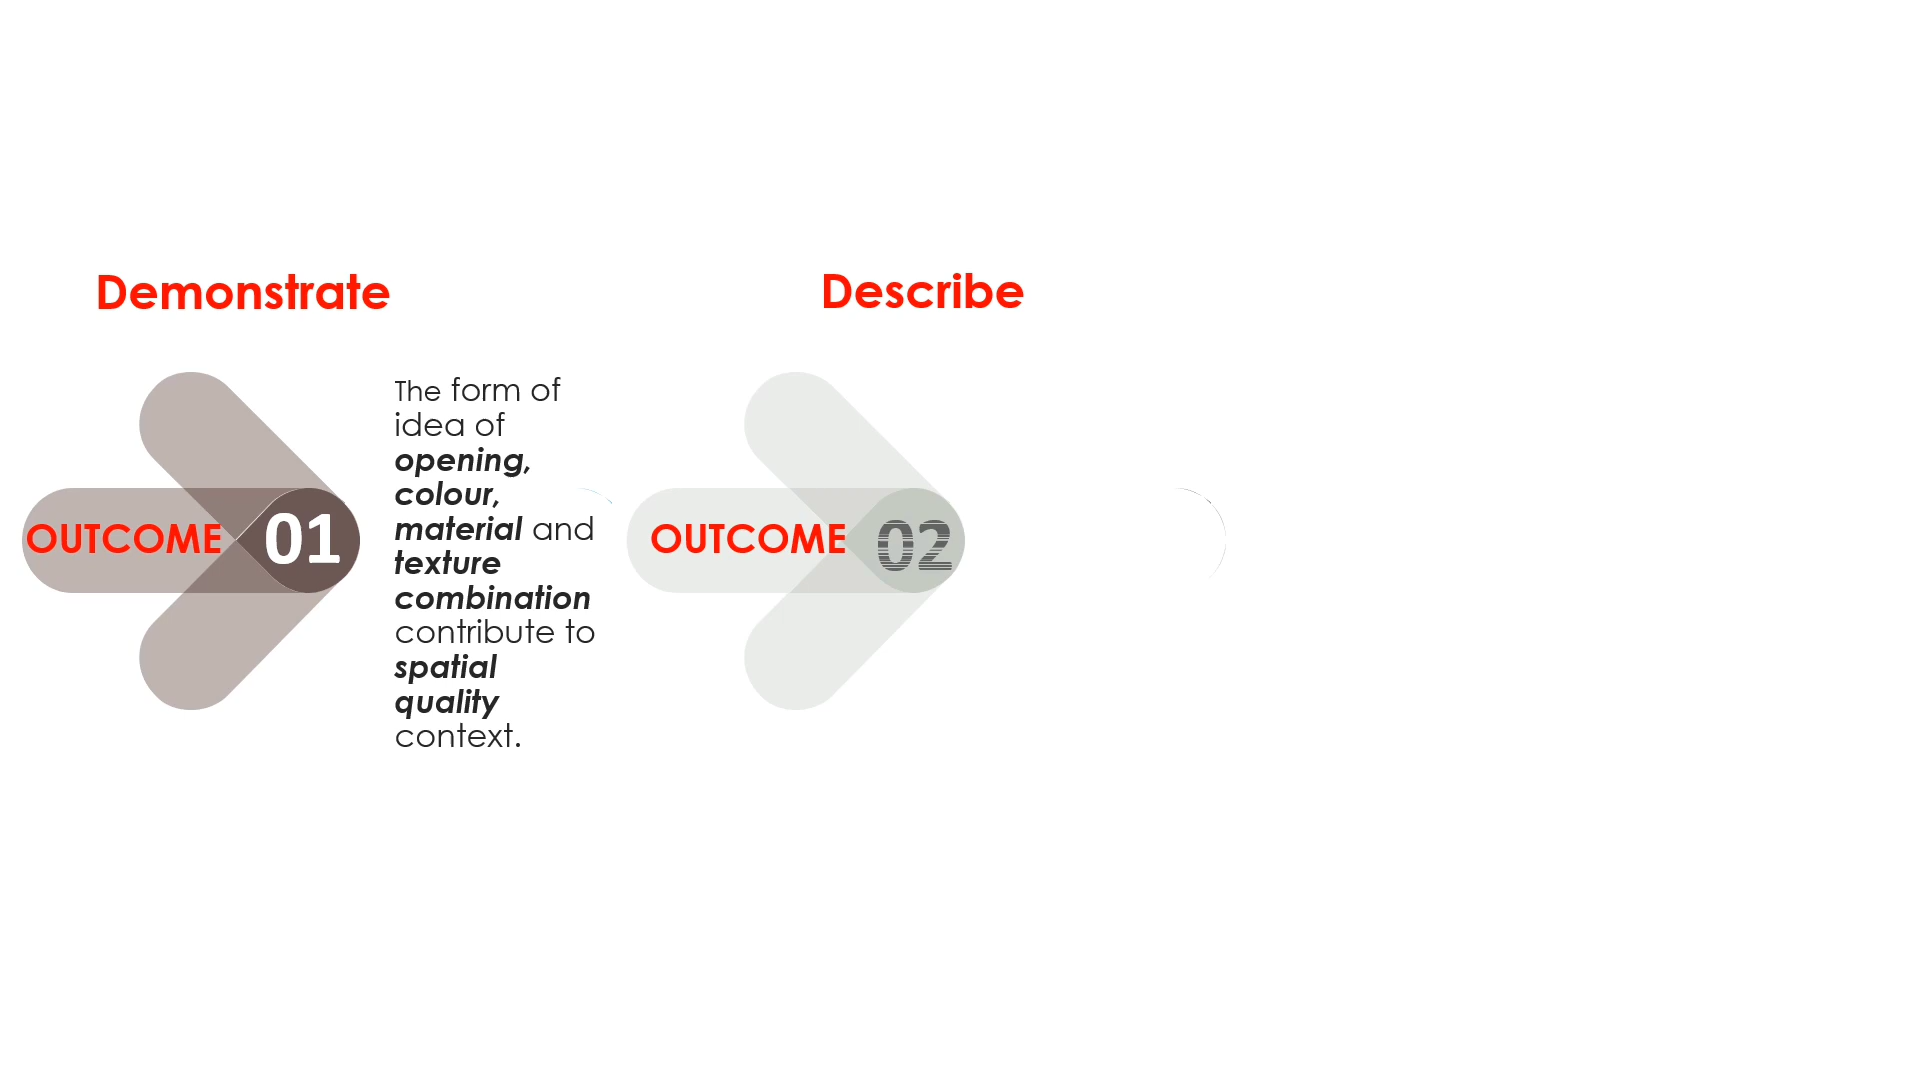 Demonstrate
OUTCOME 01
The form of
idea of
opening,
colour,
material and
texture
combination
contribute to
spatial
quality
context.
Describe
OUTCOME 02